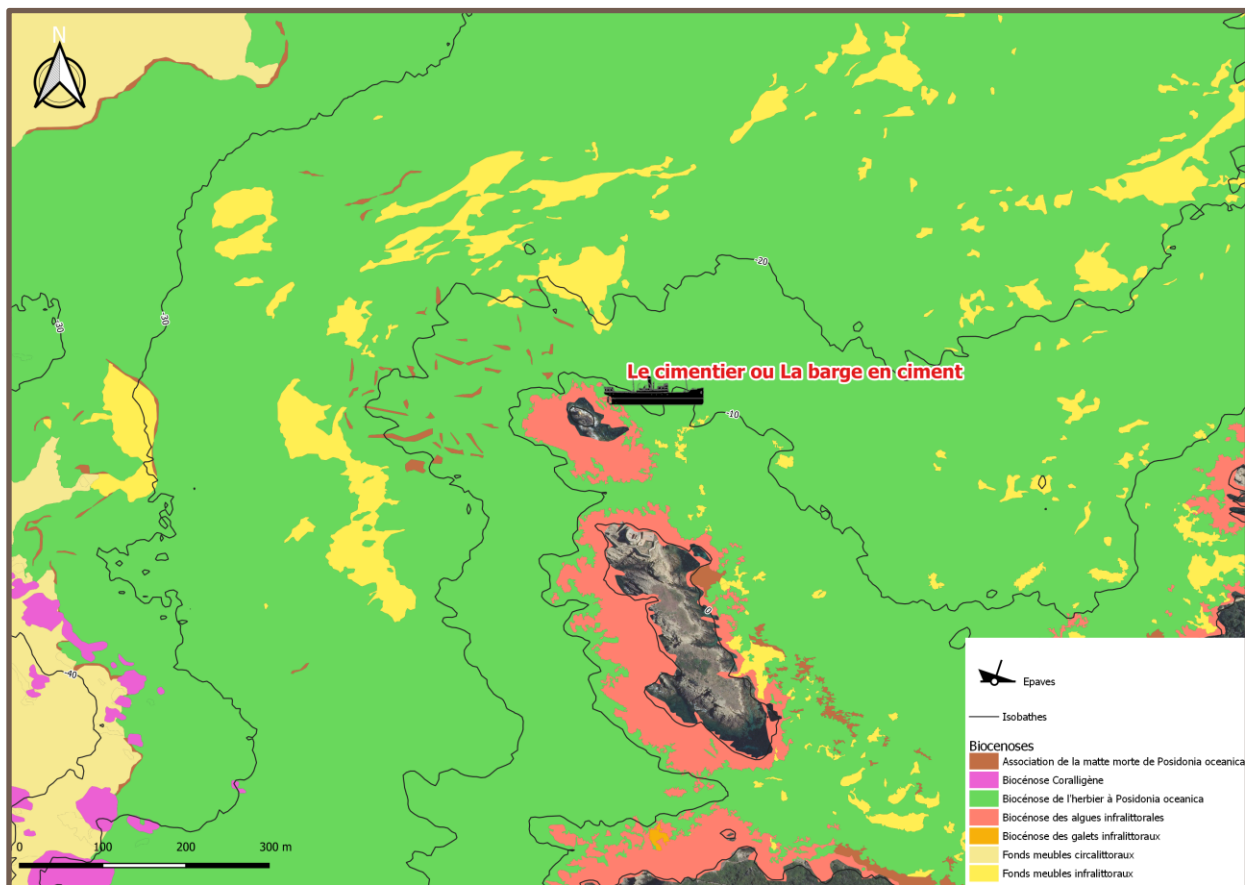 N
-20
-30
-30
Le cimentier ou La barge en ciment
-10
0
-40
Epaves
Isobathes
Biocenoses
Association de la matte morte de Posidonia oceanica
Biocénose Coralligène
Biocénose de l'herbier à Posidonia oceanica
Biocénose des algues infralittorales
Biocénose des galets infralittoraux
Fonds meubles circalittoraux
Fonds meubles infralittoraux
0 100 200 300 m